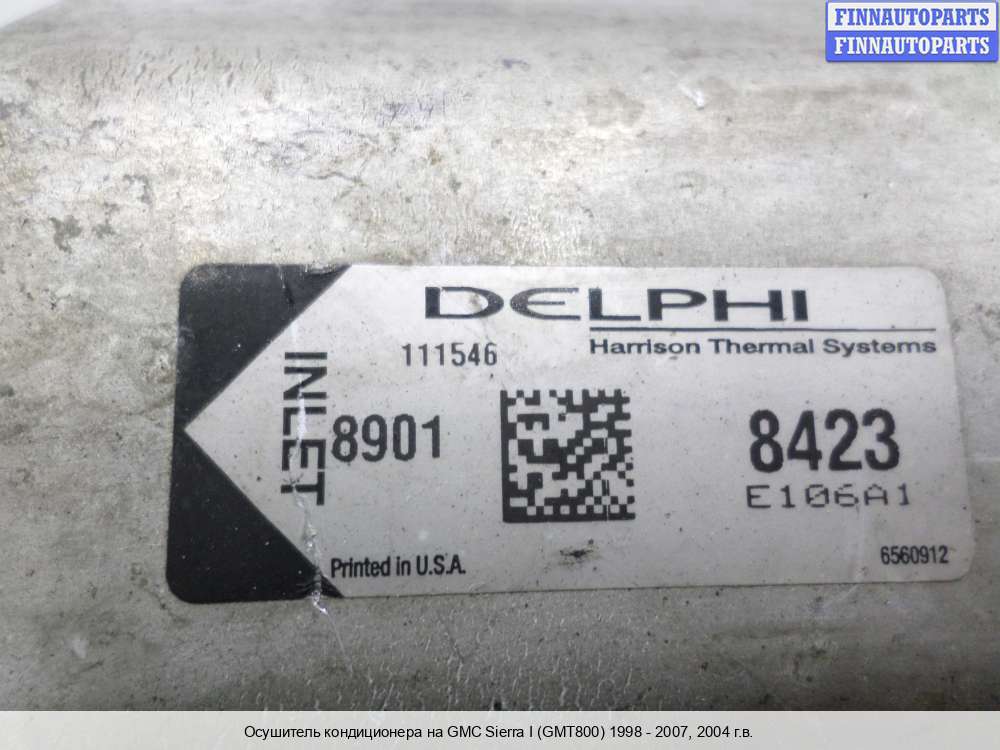 FINNAUTOPARTS
FINNAUTOPARTS
DELPHI
Harrison Thermal Systems
111546
INLET
8901
8423
E106A1
Printed in U.S.A.
6560912
Осушитель кондиционера на GMC Sierra I (GMT800) 1998 - 2007, 2004 г.в.